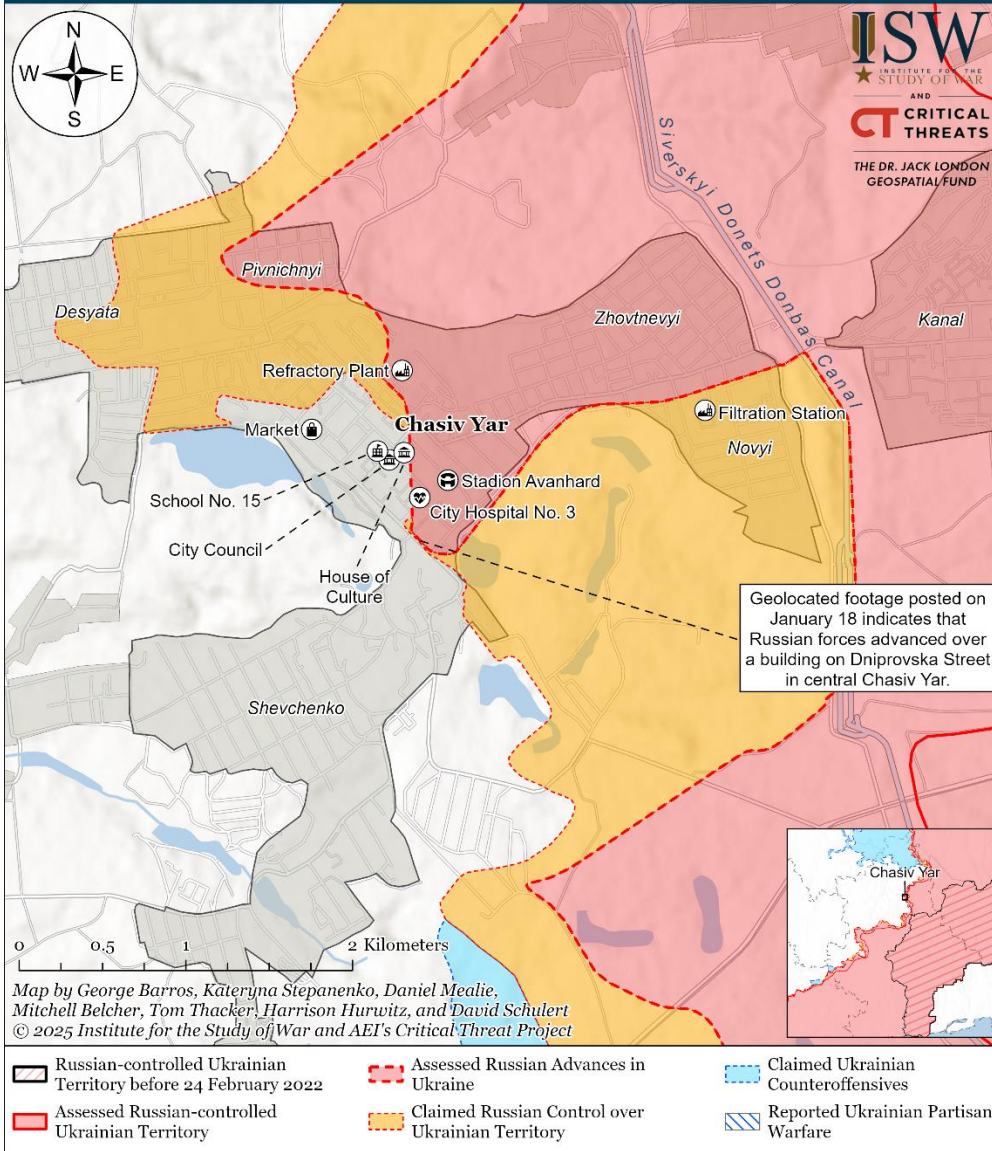 N
W E
S
ISW
INSTITUTE FOR THE
STUDY OF WAR
AND
CT CRITICAL
THREATS
THE DR. JACK LONDON
GEOSPATIAL FUND
Siverskyi Donets Donbas Canal
Pivnichnyi
Desyata
Zhovtnevyi
Kanal
Refractory Plant
Chasiv Yar
Market
Filtration Station
Novyi
School No. 15
Stadion Avanhard
City Hospital No. 3
City Council
House of
Culture
Geolocated footage posted on
January 18 indicates that
Russian forces advanced over
a building on Dniprovska Street
in central Chasiv Yar.
Shevchenko
Chasiv Yar
0 0.5 1 2 Kilometers
Map by George Barros, Kateryna Stepanenko, Daniel Mealie,
Mitchell Belcher, Tom Thacker, Harrison Hurwitz, and David Schulert
© 2025 Institute for the Study of War and AEI's Critical Threat Project
Russian-controlled Ukrainian
Territory before 24 February 2022
Assessed Russian-controlled
Ukrainian Territory
Assessed Russian Advances in
Ukraine
Claimed Russian Control over
Ukrainian Territory
Claimed Ukrainian
Counteroffensives
Reported Ukrainian Partisan
Warfare